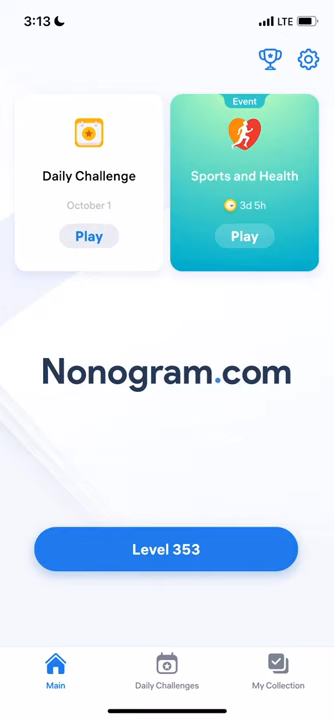 3:13
LTE
Event
Daily Challenge
Sports and Health
October 1
3d 5h
Play
Play
Nonogram.com
Level 353
Main
Daily Challenges
My Collection